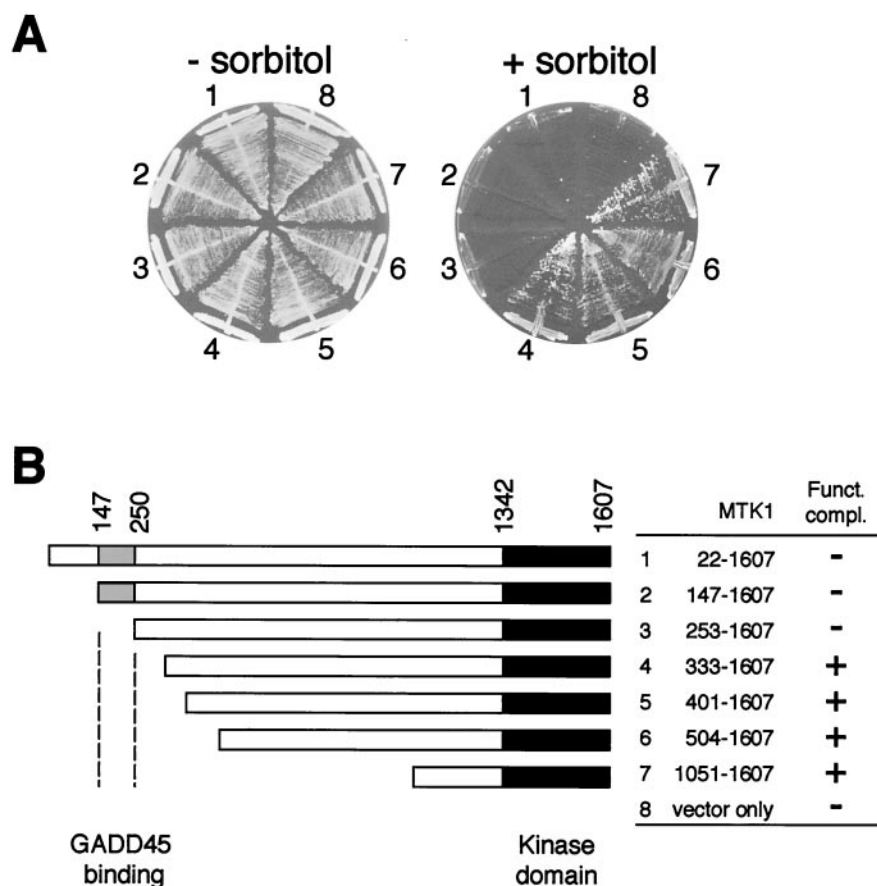 A
- sorbitol
+ sorbitol
1 8
2 7
3 6
4 5
1 8
2 7
3 6
4 5
B
147 250 1342 1607
MTK1 Funct. compl.
1 22-1607 -
2 147-1607 -
3 253-1607 -
4 333-1607 +
5 401-1607 +
6 504-1607 +
7 1051-1607 +
8 vector only -
GADD45
binding
Kinase
domain